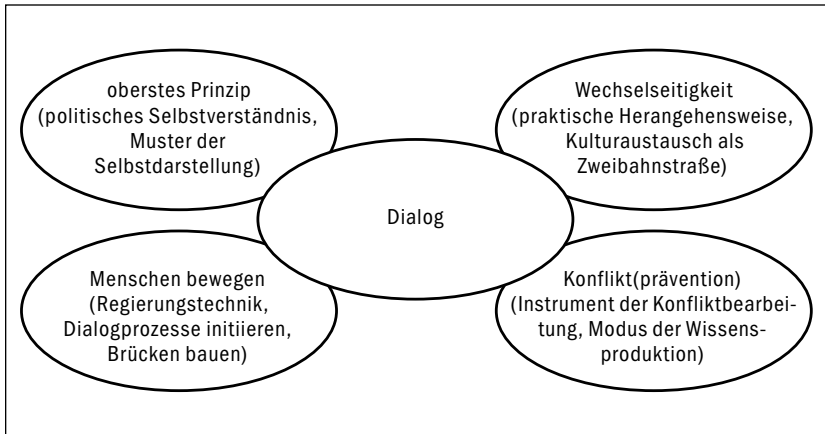 oberstes Prinzip
(politisches Selbstverständnis,
Muster der
Selbstdarstellung)
Wechselseitigkeit
(praktische Herangehensweise,
Kulturaustausch als
Zweibahnstraße)
Dialog
Menschen bewegen
(Regierungstechnik,
Dialogprozesse initiieren,
Brücken bauen)
Konflikt(prävention)
(Instrument der Konfliktbearbei-
tung, Modus der Wissens-
produktion)